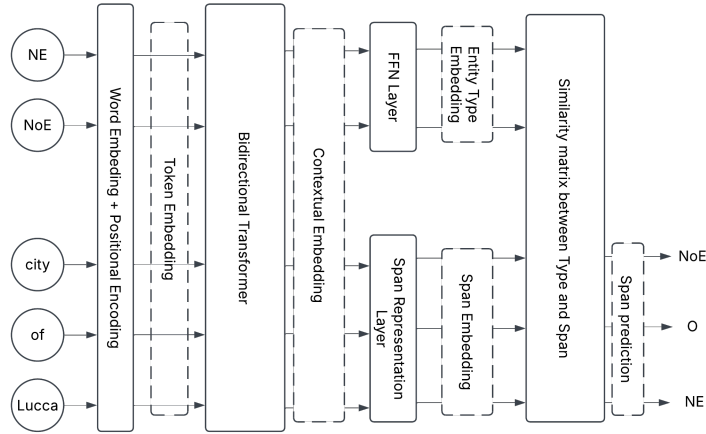 NE
NoE
city
of
Lucca
Word Embeding + Positional Encoding
Token Embedding
Bidirectional Transformer
Contextual Embedding
FFN Layer
Entity Type
Embedding
Span Representation
Layer
Span Embedding
Similarity matrix between Type and Span
Span prediction
NoE
O
NE